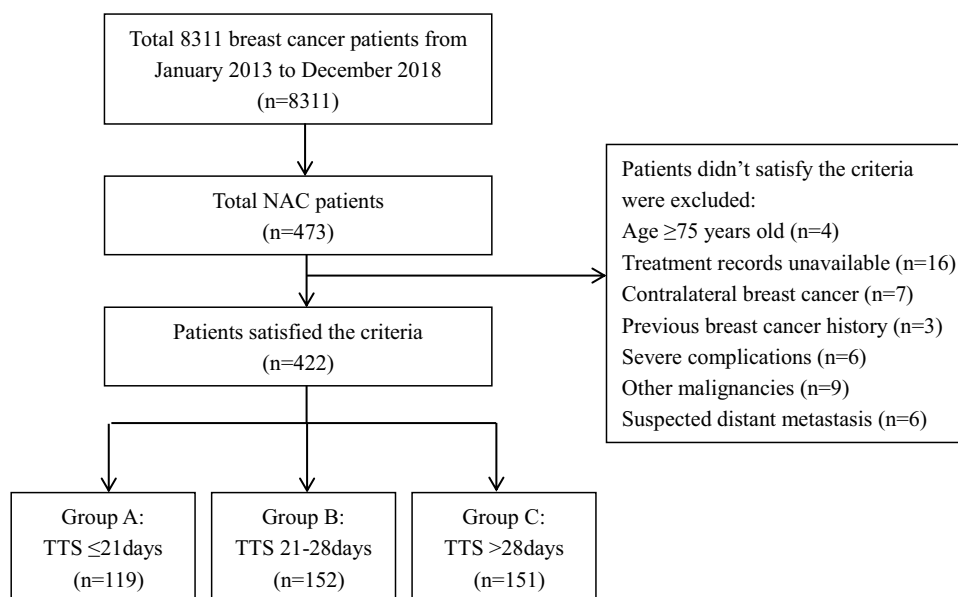 Total 8311 breast cancer patients from
January 2013 to December 2018
(n=8311)
Total NAC patients
(n=473)
Patients didn’t satisfy the criteria
were excluded:
Age ≥75 years old (n=4)
Treatment records unavailable (n=16)
Contralateral breast cancer (n=7)
Previous breast cancer history (n=3)
Severe complications (n=6)
Other malignancies (n=9)
Suspected distant metastasis (n=6)
Patients satisfied the criteria
(n=422)
Group A:
TTS ≤21days
(n=119)
Group B:
TTS 21-28days
(n=152)
Group C:
TTS >28days
(n=151)